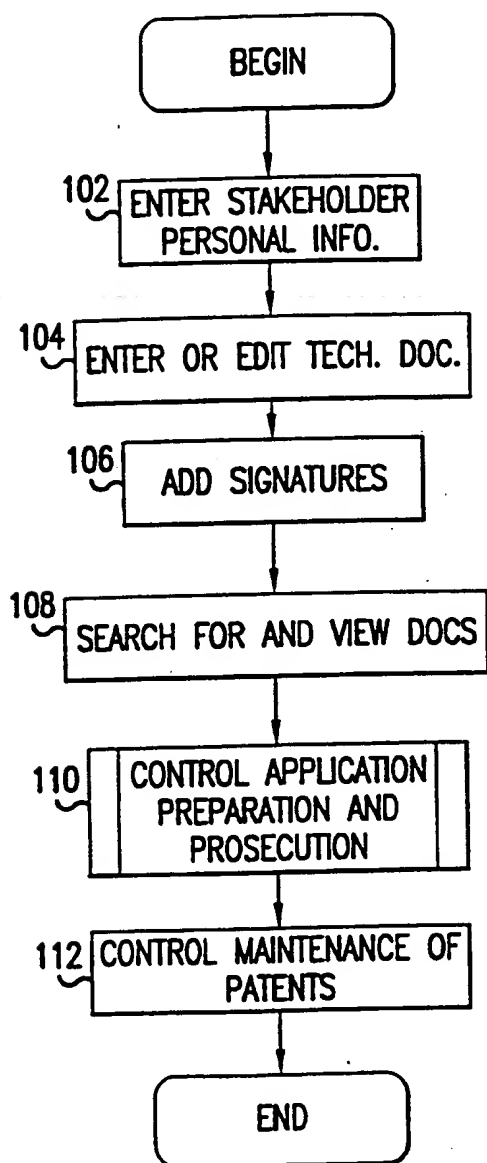 BEGIN
102
ENTER STAKEHOLDER
PERSONAL INFO.
104
ENTER OR EDIT TECH. DOC.
106
ADD SIGNATURES
108
SEARCH FOR AND VIEW DOCS
110
CONTROL APPLICATION
PREPARATION AND
PROSECUTION
112
CONTROL MAINTENANCE OF
PATENTS
END